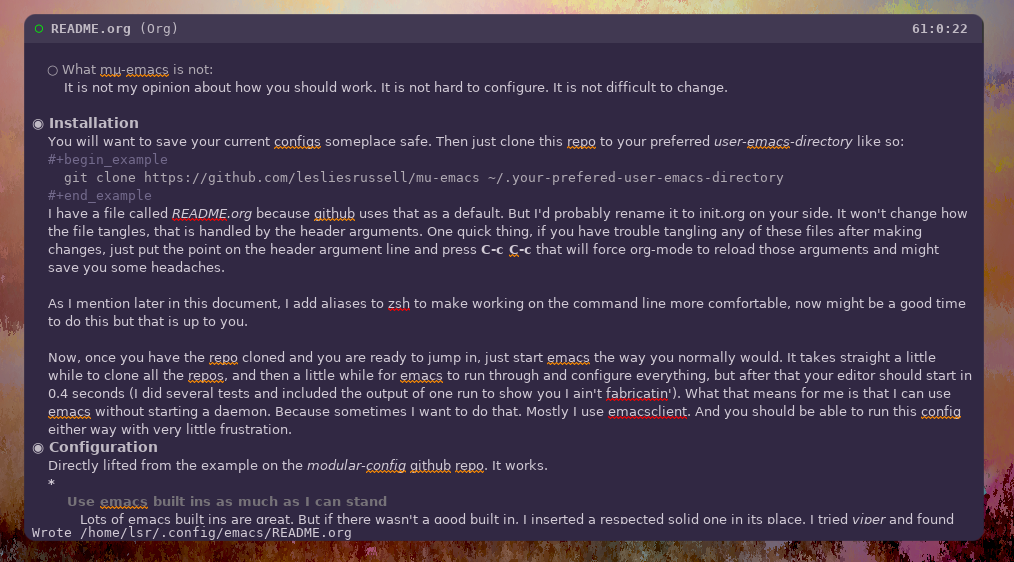 README.org (Org) 61:0:22
What mu-emacs is not:
It is not my opinion about how you should work. It is not hard to configure. It is not difficult to change.
Installation
You will want to save your current configs someplace safe. Then just clone this repo to your preferred user-emacs-directory like so:
#+begin_example
git clone https://github.com/lesliesrussell/mu-emacs ~/.your-prefered-user-emacs-directory
#+end_example
I have a file called README.org because github uses that as a default. But I'd probably rename it to init.org on your side. It won't change how
the file tangles, that is handled by the header arguments. One quick thing, if you have trouble tangling any of these files after making
changes, just put the point on the header argument line and press C-c C-c that will force org-mode to reload those arguments and might
save you some headaches.
As I mention later in this document, I add aliases to zsh to make working on the command line more comfortable, now might be a good time
to do this but that is up to you.
Now, once you have the repo cloned and you are ready to jump in, just start emacs the way you normally would. It takes straight a little
while to clone all the repos, and then a little while for emacs to run through and configure everything, but after that your editor should start in
0.4 seconds (I did several tests and included the output of one run to show you I ain't fabricatin'). What that means for me is that I can use
emacs without starting a daemon. Because sometimes I want to do that. Mostly I use emacsclient. And you should be able to run this config
either way with very little frustration.
Configuration
Directly lifted from the example on the modular-config github repo. It works.
*
Use emacs built ins as much as I can stand
Lots of emacs built ins are great. But if there wasn't a good built in, I inserted a respected solid one in its place. I tried viper and found
Wrote /home/lsr/.config/emacs/README.org